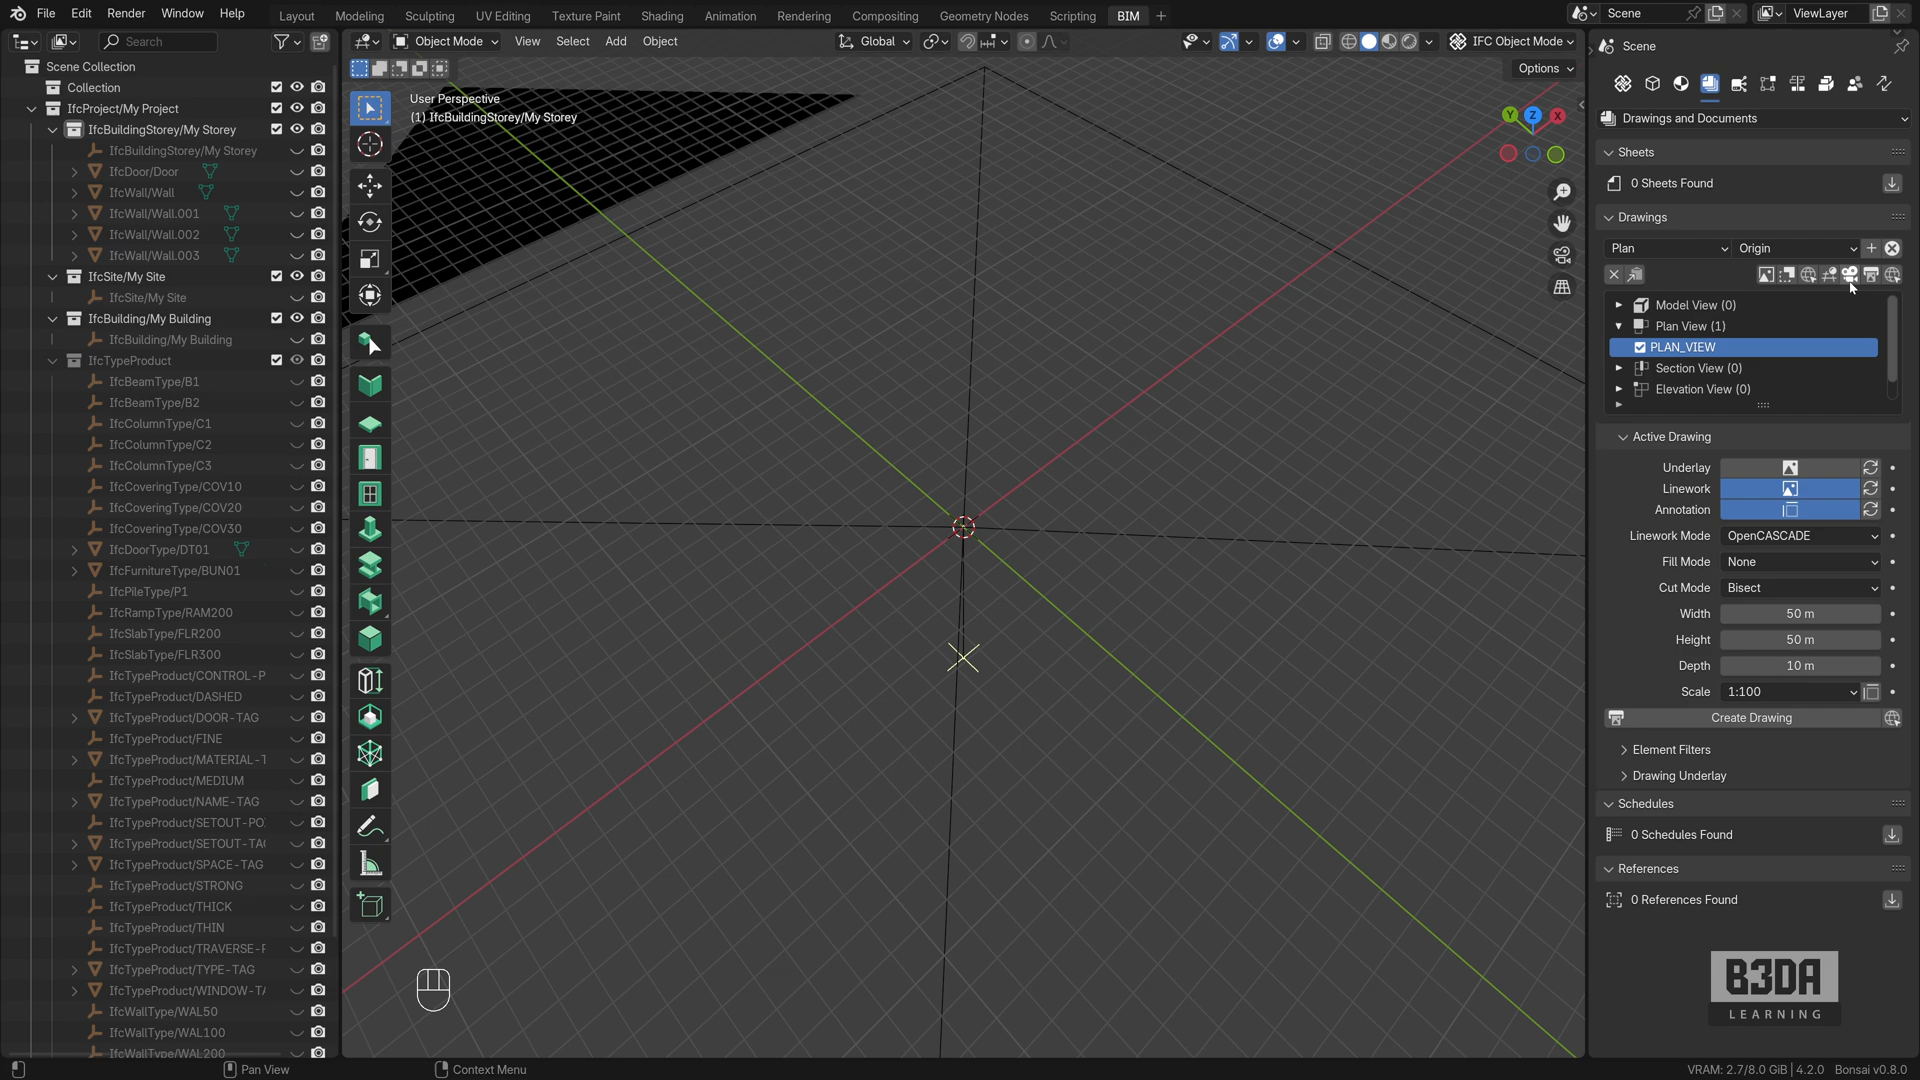 File Edit Render Window Help
Layout Modeling Sculpting UV Editing Texture Paint Shading Animation Rendering Compositing Geometry Nodes Scripting BIM
Scene
ViewLayer
Search
Object Mode View Select Add Object
Global
IFC Object Mode
Options
Scene Collection
Collection
IfcProject/My Project
IfcBuildingStorey/My Storey
IfcBuildingStorey/My Storey
IfcDoor/Door
IfcWall/Wall
IfcWall/Wall.001
IfcWall/Wall.002
IfcWall/Wall.003
IfcSite/My Site
IfcSite/My Site
IfcBuilding/My Building
IfcBuilding/My Building
IfcTypeProduct
IfcBeamType/B1
IfcBeamType/B2
IfcColumnType/C1
IfcColumnType/C2
IfcColumnType/C3
IfcCoveringType/COV10
IfcCoveringType/COV20
IfcCoveringType/COV30
IfcDoorType/DT01
IfcFurnitureType/BUN01
IfcPileType/P1
IfcRampType/RAM200
IfcSlabType/FLR200
IfcSlabType/FLR300
IfcTypeProduct/CONTROL-P
IfcTypeProduct/DASHED
IfcTypeProduct/DOOR-TAG
IfcTypeProduct/FINE
IfcTypeProduct/MATERIAL-T
IfcTypeProduct/MEDIUM
IfcTypeProduct/NAME-TAG
IfcTypeProduct/SETOUT-PO
IfcTypeProduct/SETOUT-TA
IfcTypeProduct/SPACE-TAG
IfcTypeProduct/STRONG
IfcTypeProduct/THICK
IfcTypeProduct/THIN
IfcTypeProduct/TRAVERSE-F
IfcTypeProduct/TYPE-TAG
IfcTypeProduct/WINDOW-T
IfcWallType/WAL50
IfcWallType/WAL100
IfcWallType/WAL200
User Perspective
(1) IfcBuildingStorey/My Storey
Y Z X
Scene
Drawings and Documents
Sheets
0 Sheets Found
Drawings
Plan Origin
Model View (0)
Plan View (1)
PLAN_VIEW
Section View (0)
Elevation View (0)
Active Drawing
Underlay
Linework
Annotation
Linework Mode OpenCASCADE
Fill Mode None
Cut Mode Bisect
Width 50 m
Height 50 m
Depth 10 m
Scale 1:100
Create Drawing
Element Filters
Drawing Underlay
Schedules
0 Schedules Found
References
0 References Found
B3DA
LEARNING
Pan View
Context Menu
VRAM: 2.7/8.0 GiB | 4.2.0 Bonsai v0.8.0